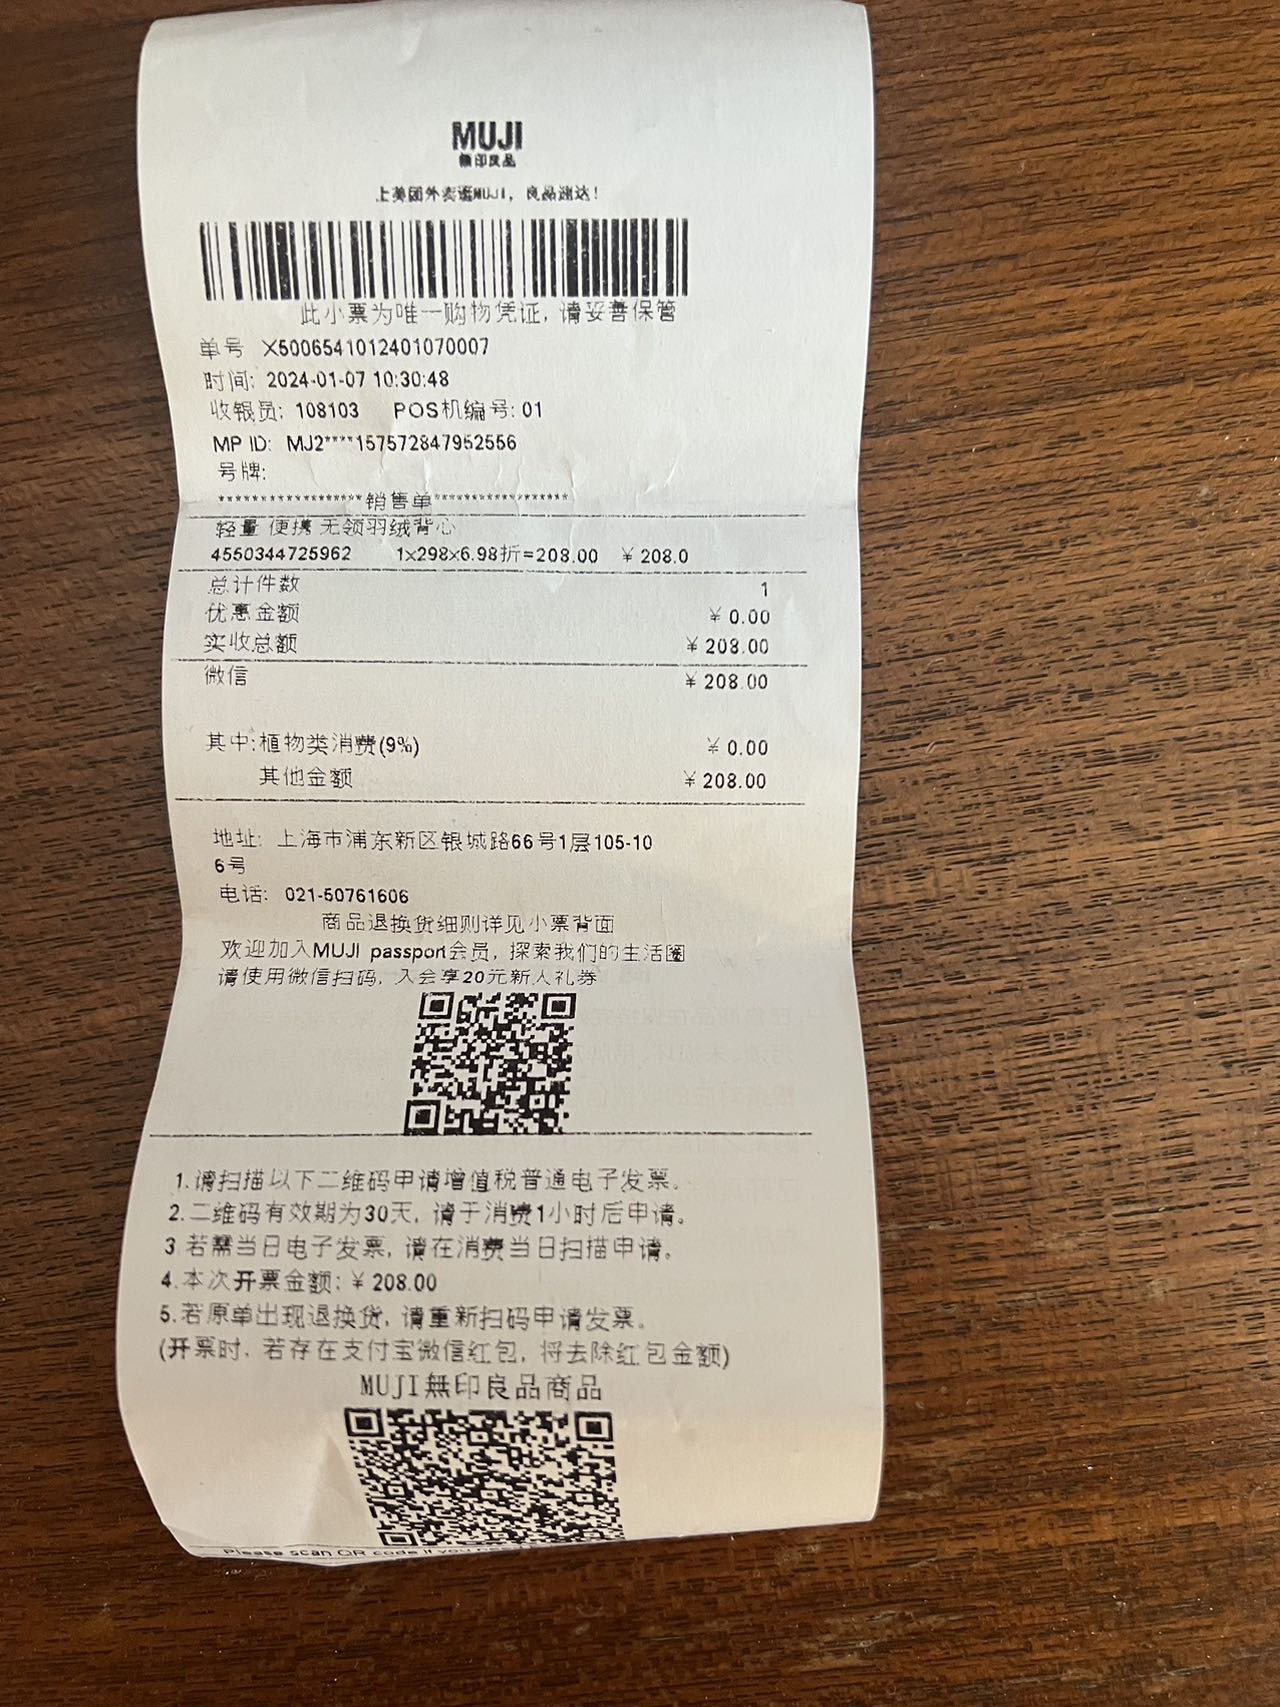 MUJI
無印良品
上美团外卖逛MUJI，良品速达！
此小票为唯一购物凭证，请妥善保管
单号 X5006541012401070007
时间: 2024-01-07 10:30:48
收银员: 108103 POS机编号: 01
MP ID: MJ2****157572847952556
号牌:
******************销售单******************
轻量 便携 无领羽绒背心
4550344725962 1x298x6.98折=208.00 ￥208.0
总计件数 1
优惠金额 ￥0.00
实收总额 ￥208.00
微信 ￥208.00
其中:植物类消费(9%) ￥0.00
其他金额 ￥208.00
地址: 上海市浦东新区银城路66号1层105-10
6号
电话: 021-50761606
商品退换货细则详见小票背面
欢迎加入MUJI passport会员，探索我们的生活圈
请使用微信扫码，入会享20元新人礼券
1.请扫描以下二维码申请增值税普通电子发票。
2.二维码有效期为30天，请于消费1小时后申请。
3.若需当日电子发票，请在消费当日扫描申请。
4.本次开票金额: ￥208.00
5.若原单出现退换货，请重新扫码申请发票。
(开票时，若存在支付宝微信红包，将去除红包金额)
MUJI無印良品商品
Please scan QR code if you